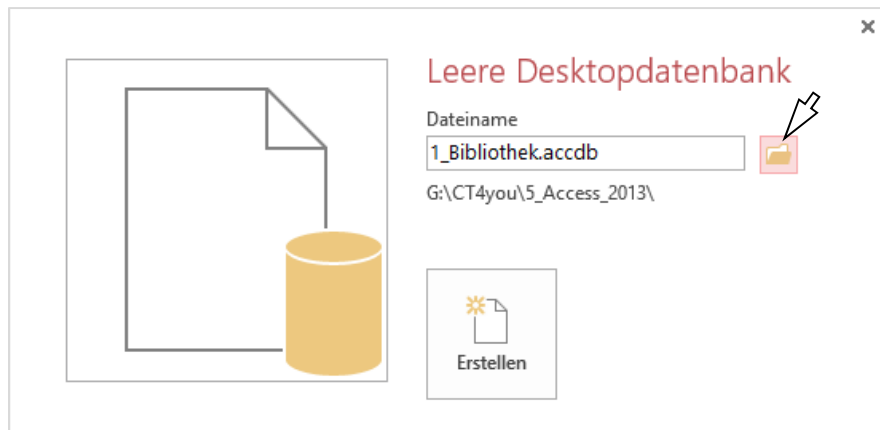 Leere Desktopdatenbank
Dateiname
1_Bibliothek.accdb
G:\CT4you\5_Access_2013\
Erstellen